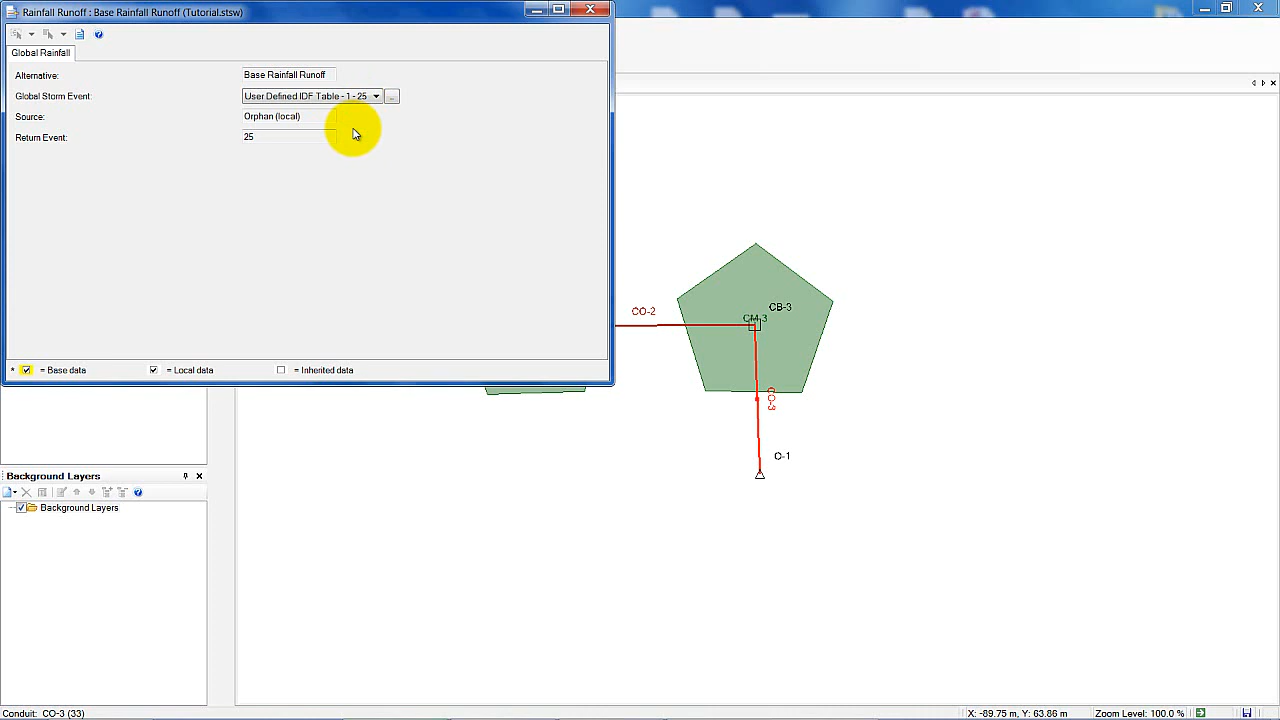 Rainfall Runoff : Base Rainfall Runoff (Tutorial.stsw)
Global Rainfall
Alternative: Base Rainfall Runoff
Global Storm Event: User Defined IDF Table - 1 - 25 ...
Source: Orphan (local)
Return Event: 25
* = Base data = Local data = Inherited data
CO-2
CB-3
CM-3
CO-3
O-1
Background Layers
Background Layers
Conduit: CO-3 (33) X: -89.75 m, Y: 63.86 m Zoom Level: 100.0 %